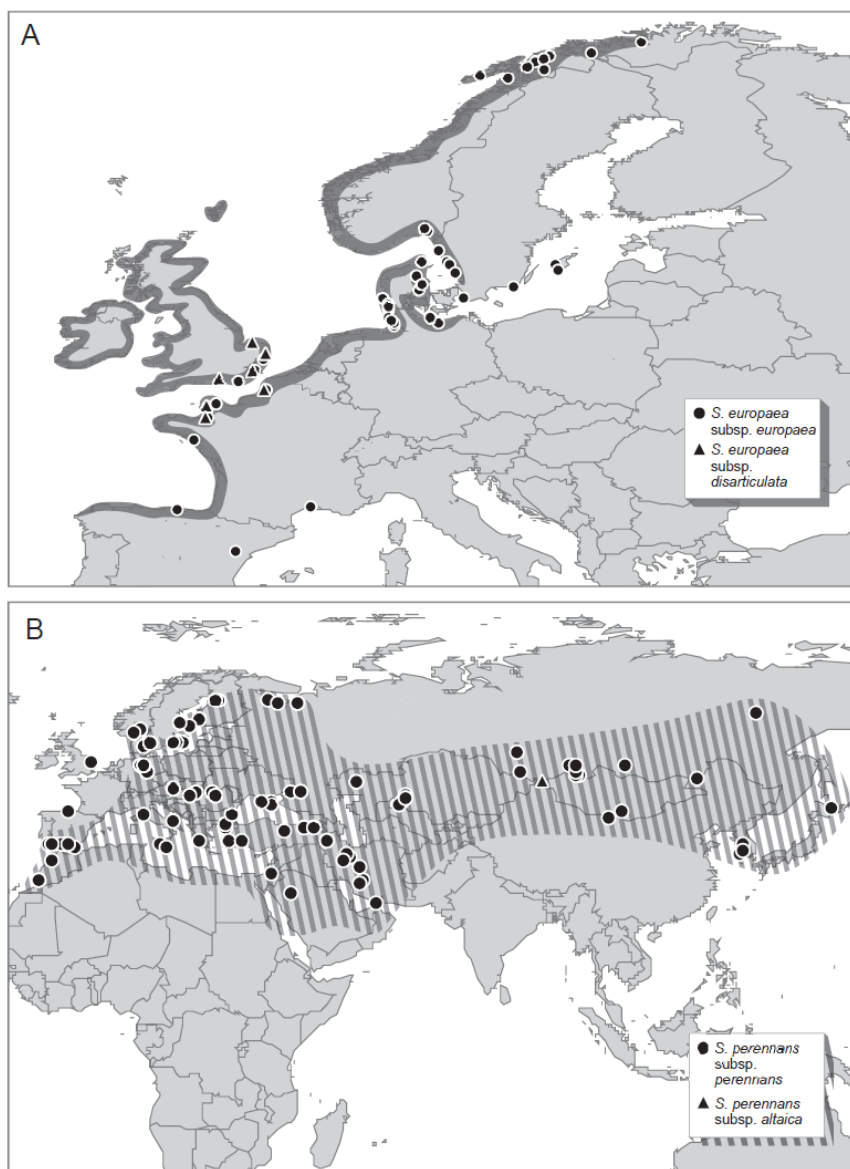 A
S. europaea
subsp. europaea
S. europaea
subsp.
disarticulata
B
S. perennans
subsp.
perennans
S. perennans
subsp. altaica